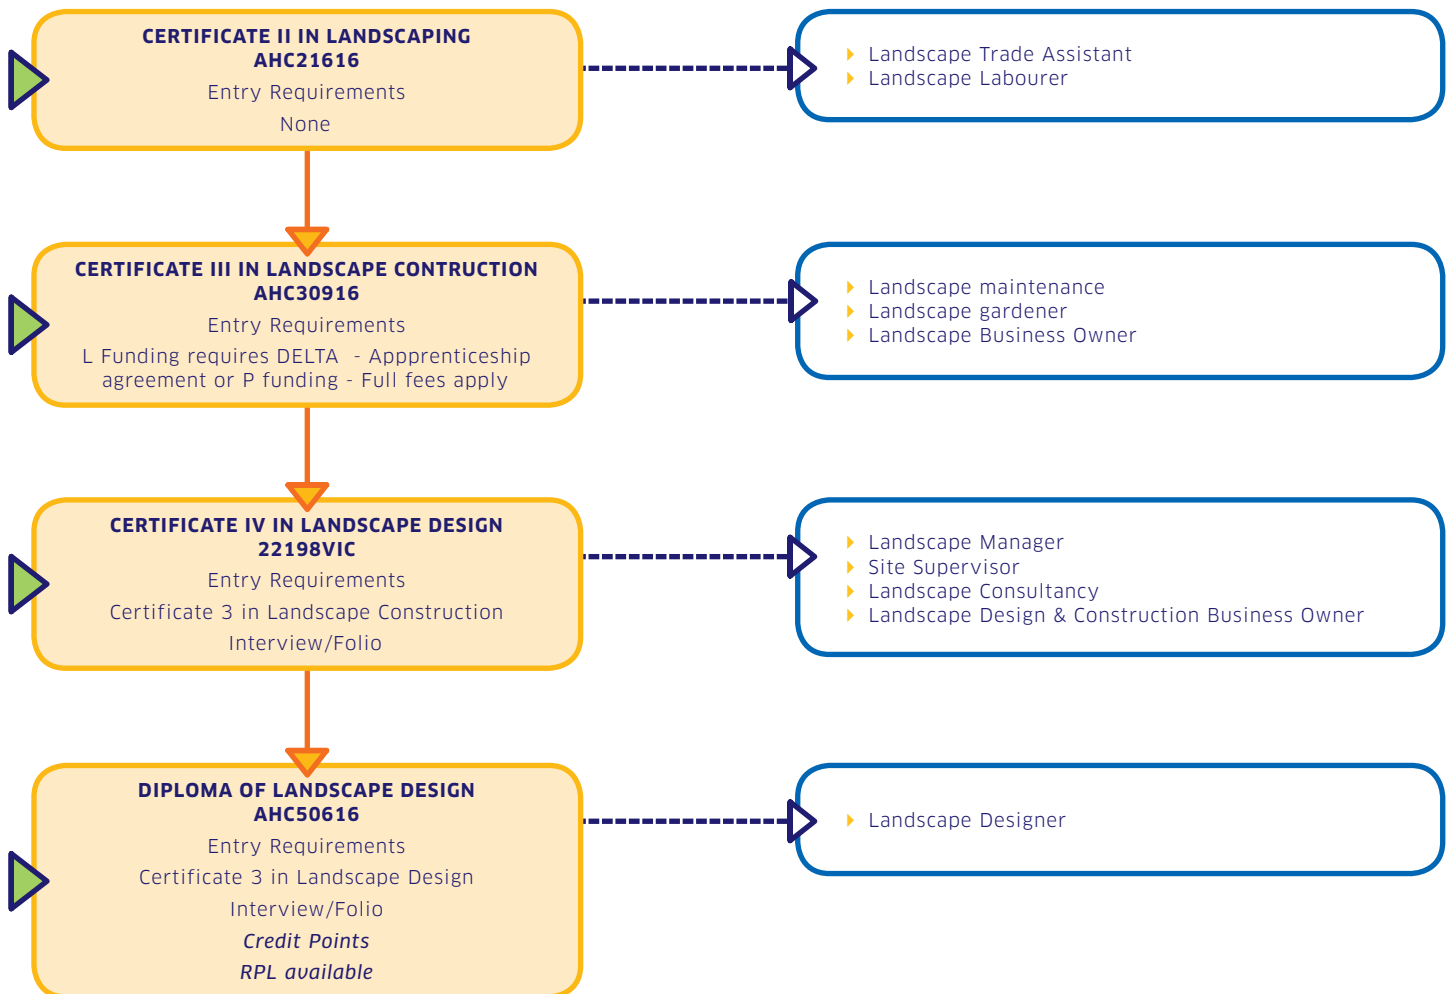 CERTIFICATE II IN LANDSCAPING
AHC21616
Entry Requirements
None
Landscape Trade Assistant
Landscape Labourer
CERTIFICATE III IN LANDSCAPE CONTRUCTION
AHC30916
Entry Requirements
L Funding requires DELTA - Appprenticeship
agreement or P funding - Full fees apply
Landscape maintenance
Landscape gardener
Landscape Business Owner
CERTIFICATE IV IN LANDSCAPE DESIGN
22198VIC
Entry Requirements
Certificate 3 in Landscape Construction
Interview/Folio
Landscape Manager
Site Supervisor
Landscape Consultancy
Landscape Design & Construction Business Owner
DIPLOMA OF LANDSCAPE DESIGN
AHC50616
Entry Requirements
Certificate 3 in Landscape Design
Interview/Folio
Credit Points
RPL available
Landscape Designer